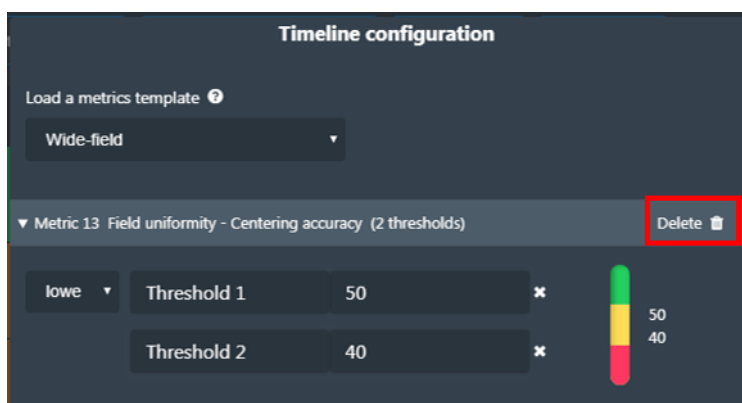 Timeline configuration
Load a metrics template ?
Wide-field
Metric 13 Field uniformity - Centering accuracy (2 thresholds) Delete
lowe Threshold 1 50
50
40
Threshold 2 40